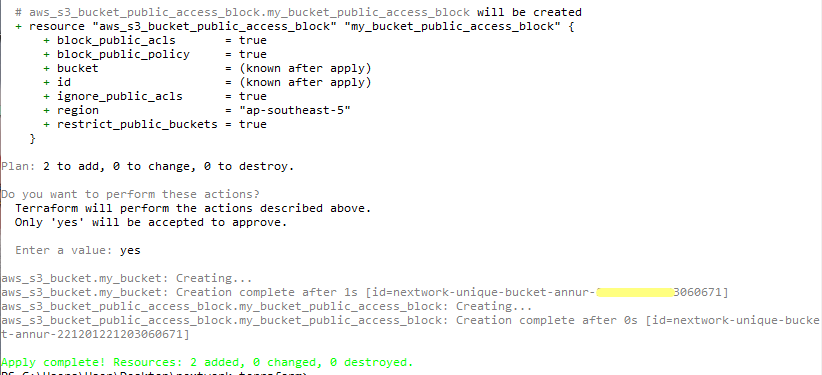 # aws_s3_bucket_public_access_block.my_bucket_public_access_block will be created
+ resource "aws_s3_bucket_public_access_block" "my_bucket_public_access_block" {
+ block_public_acls = true
+ block_public_policy = true
+ bucket = (known after apply)
+ id = (known after apply)
+ ignore_public_acls = true
+ region = "ap-southeast-5"
+ restrict_public_buckets = true
}
Plan: 2 to add, 0 to change, 0 to destroy.
Do you want to perform these actions?
Terraform will perform the actions described above.
Only 'yes' will be accepted to approve.
Enter a value: yes
aws_s3_bucket.my_bucket: Creating...
aws_s3_bucket.my_bucket: Creation complete after 1s [id=nextwork-unique-bucket-annur-3060671]
aws_s3_bucket_public_access_block.my_bucket_public_access_block: Creating...
aws_s3_bucket_public_access_block.my_bucket_public_access_block: Creation complete after 0s [id=nextwork-unique-bucke
t-annur-221201221203060671]
Apply complete! Resources: 2 added, 0 changed, 0 destroyed.